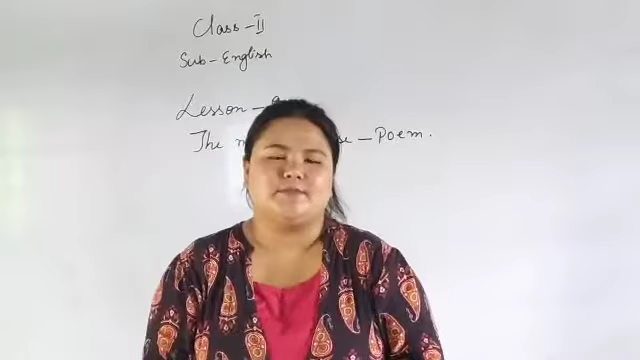 Class - II
Sub - English
Lesson -
The - Poem.